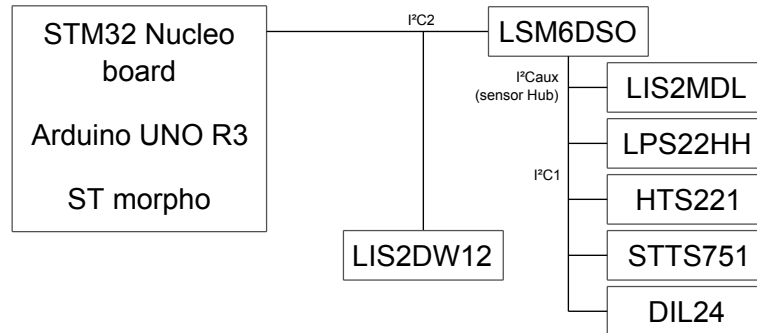 STM32 Nucleo
board
Arduino UNO R3
ST morpho
I²C2
LSM6DSO
I²Caux
(sensor Hub)
LIS2MDL
LPS22HH
I²C1
HTS221
LIS2DW12
STTS751
DIL24